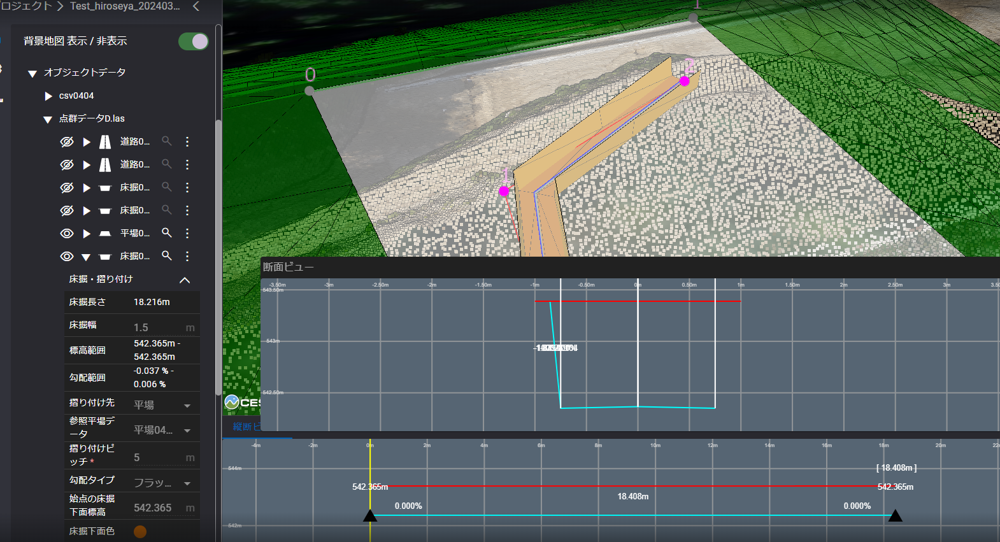 ロジェクト > Test_hiroseya_202403...
背景地図 表示 / 非表示
オブジェクトデータ
csv0404
点群データD.las
道路0...
道路0...
床掘0...
床掘0...
平場0...
床掘0...
床掘・摺り付け
床掘長さ 18.216m
床掘幅 1.5 m
標高範囲 542.365m -
542.365m
勾配範囲 -0.037 % -
0.006 %
摺り付け先 平場
参照平場デ
ータ 平場04...
摺り付けピ
ッチ * 5 m
勾配タイプ フラッ...
始点の床掘
下面標高 542.365 m
床掘下面色
0
1
1
2
CES
断面ビュー
-3.50m -3m -2.50m -2m -1.50m -1m -0.50m 0m 0.50m 1m 1.50m 2m 2.50m 3m 3.50
543.50m
543m
542.50m
縦断ビ
-4m -2m 0m 2m 4m 6m 8m 10m 12m 14m 16m 18m 20m 22
544m
[ 18.408m ]
542.365m 542.365m
18.408m
0.000% 0.000%
542m